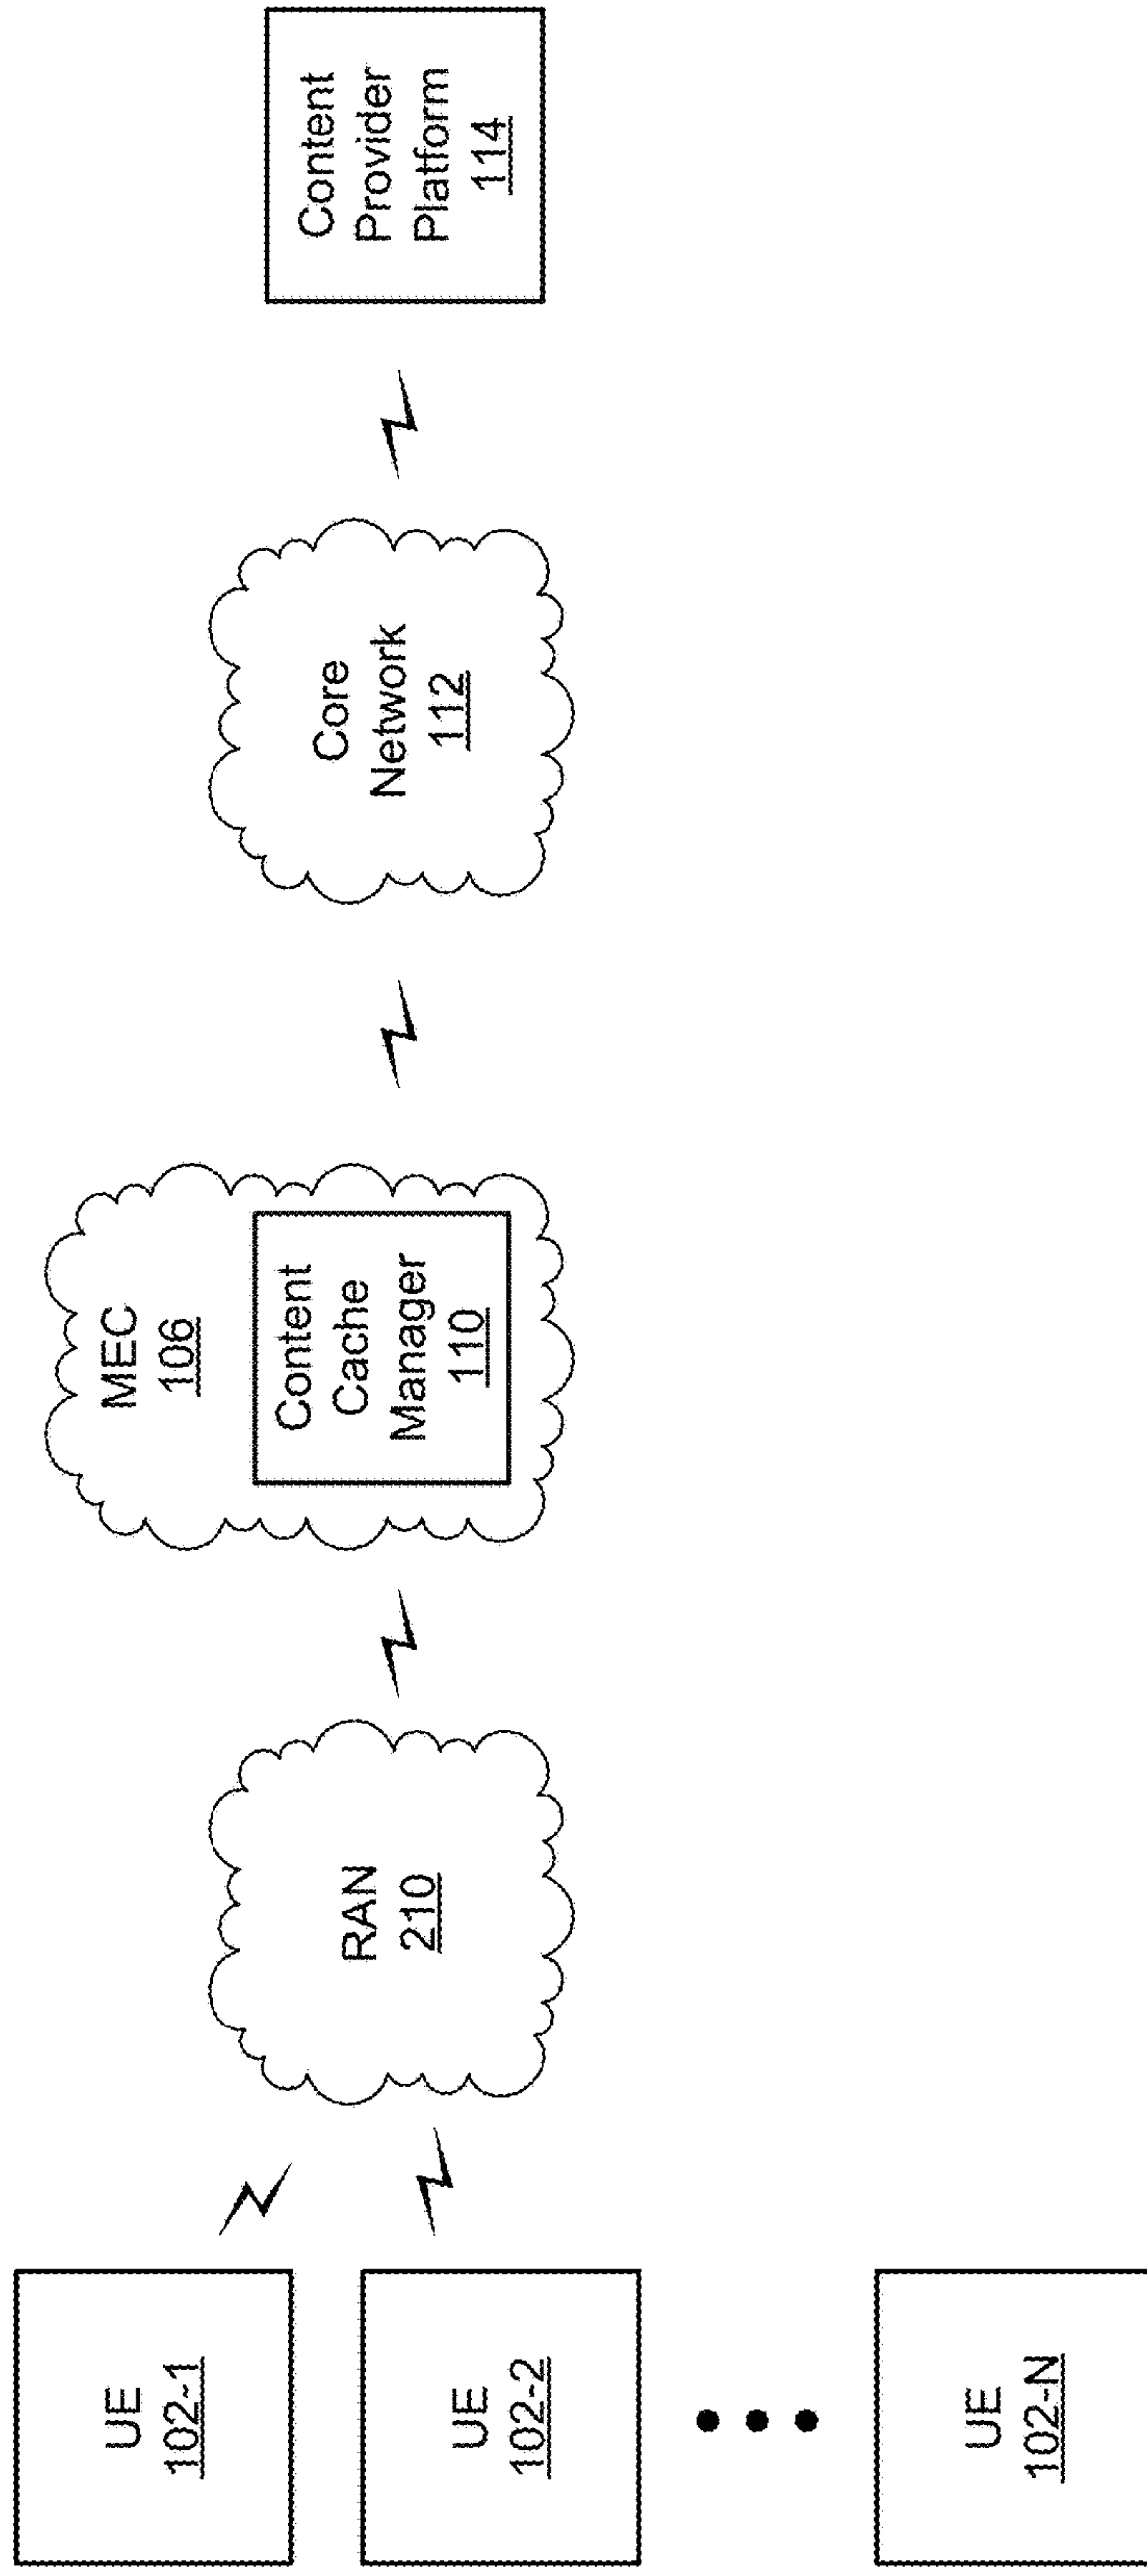 UE
102-1
UE
102-2
UE
102-N
RAN
210
MEC
106
Content
Cache
Manager
110
Core
Network
112
Content
Provider
Platform
114